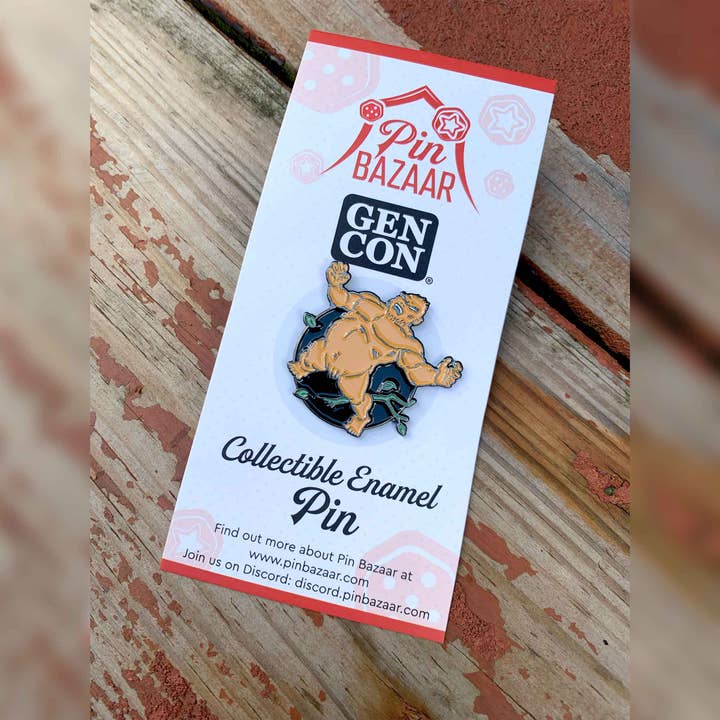 Pin
BAZAAR
GEN
CON®
Collectible Enamel
Pin
Find out more about Pin Bazaar at
www.pinbazaar.com
Join us on Discord: discord.pinbazaar.com